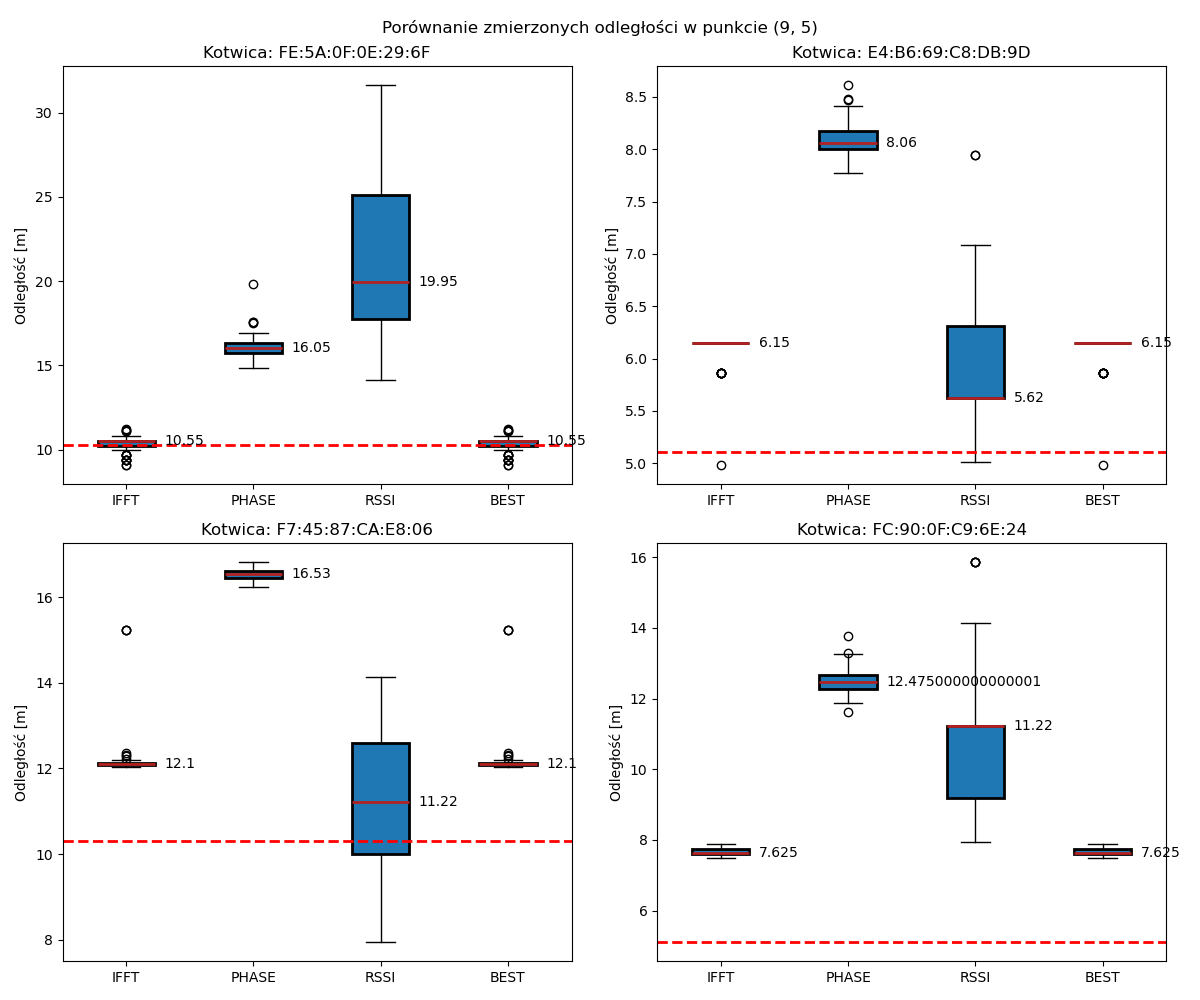 Porównanie zmierzonych odległości w punkcie (9, 5)
Kotwica: FE:5A:0F:0E:29:6F
Odległość [m]
30
25
20
15
10
10.55
16.05
19.95
10.55
IFFT
PHASE
RSSI
BEST
Kotwica: E4:B6:69:C8:DB:9D
Odległość [m]
8.5
8.0
7.5
7.0
6.5
6.0
5.5
5.0
6.15
8.06
5.62
6.15
IFFT
PHASE
RSSI
BEST
Kotwica: F7:45:87:CA:E8:06
Odległość [m]
16
14
12
10
8
12.1
16.53
11.22
12.1
IFFT
PHASE
RSSI
BEST
Kotwica: FC:90:0F:C9:6E:24
Odległość [m]
16
14
12
10
8
6
7.625
12.475000000000001
11.22
7.625
IFFT
PHASE
RSSI
BEST